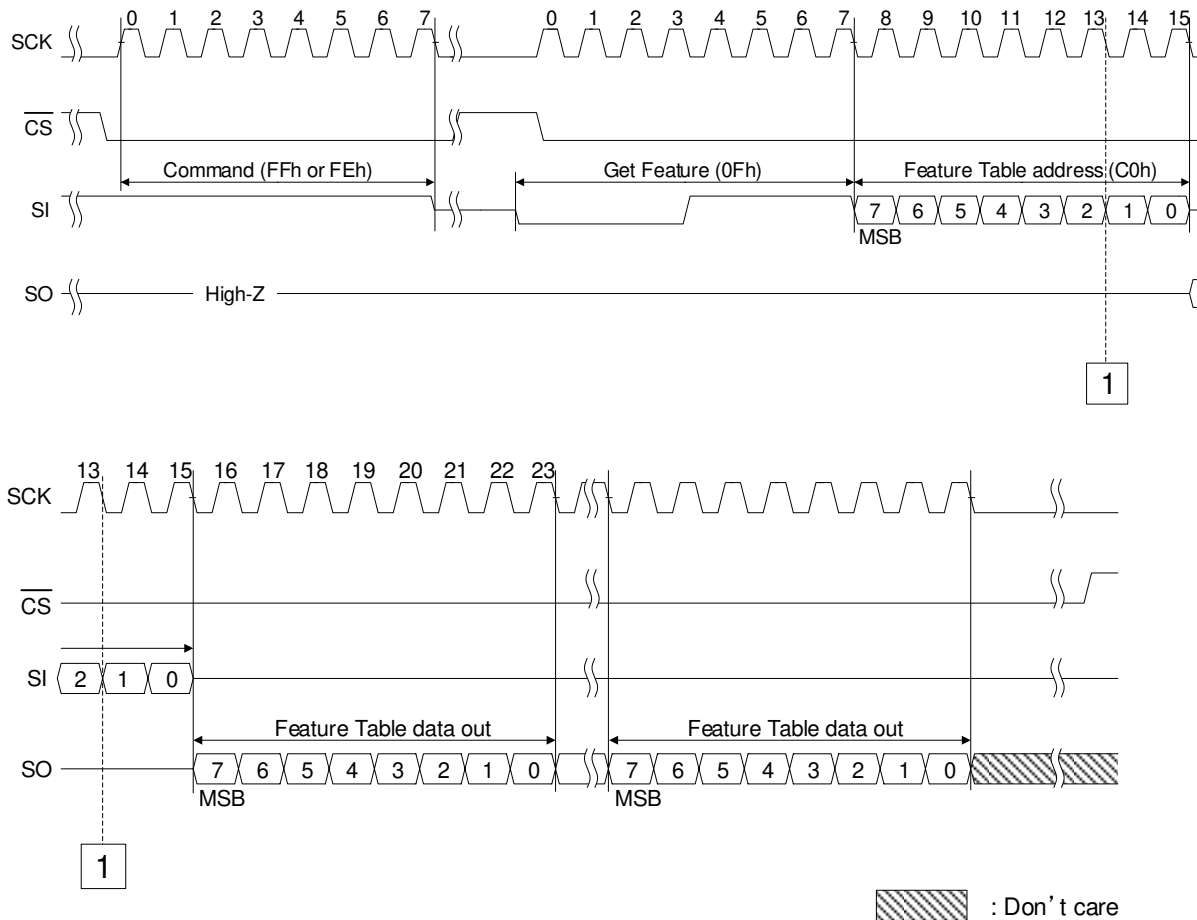 0 1 2 3 4 5 6 7 0 1 2 3 4 5 6 7 8 9 10 11 12 13 14 15
SCK
CS
Command (FFh or FEh) Get Feature (0Fh) Feature Table address (C0h)
SI 7 6 5 4 3 2 1 0
MSB
SO High-Z
1
13 14 15 16 17 18 19 20 21 22 23
SCK
CS
SI 2 1 0
Feature Table data out Feature Table data out
SO 7 6 5 4 3 2 1 0 7 6 5 4 3 2 1 0
MSB MSB
1
: Don't care